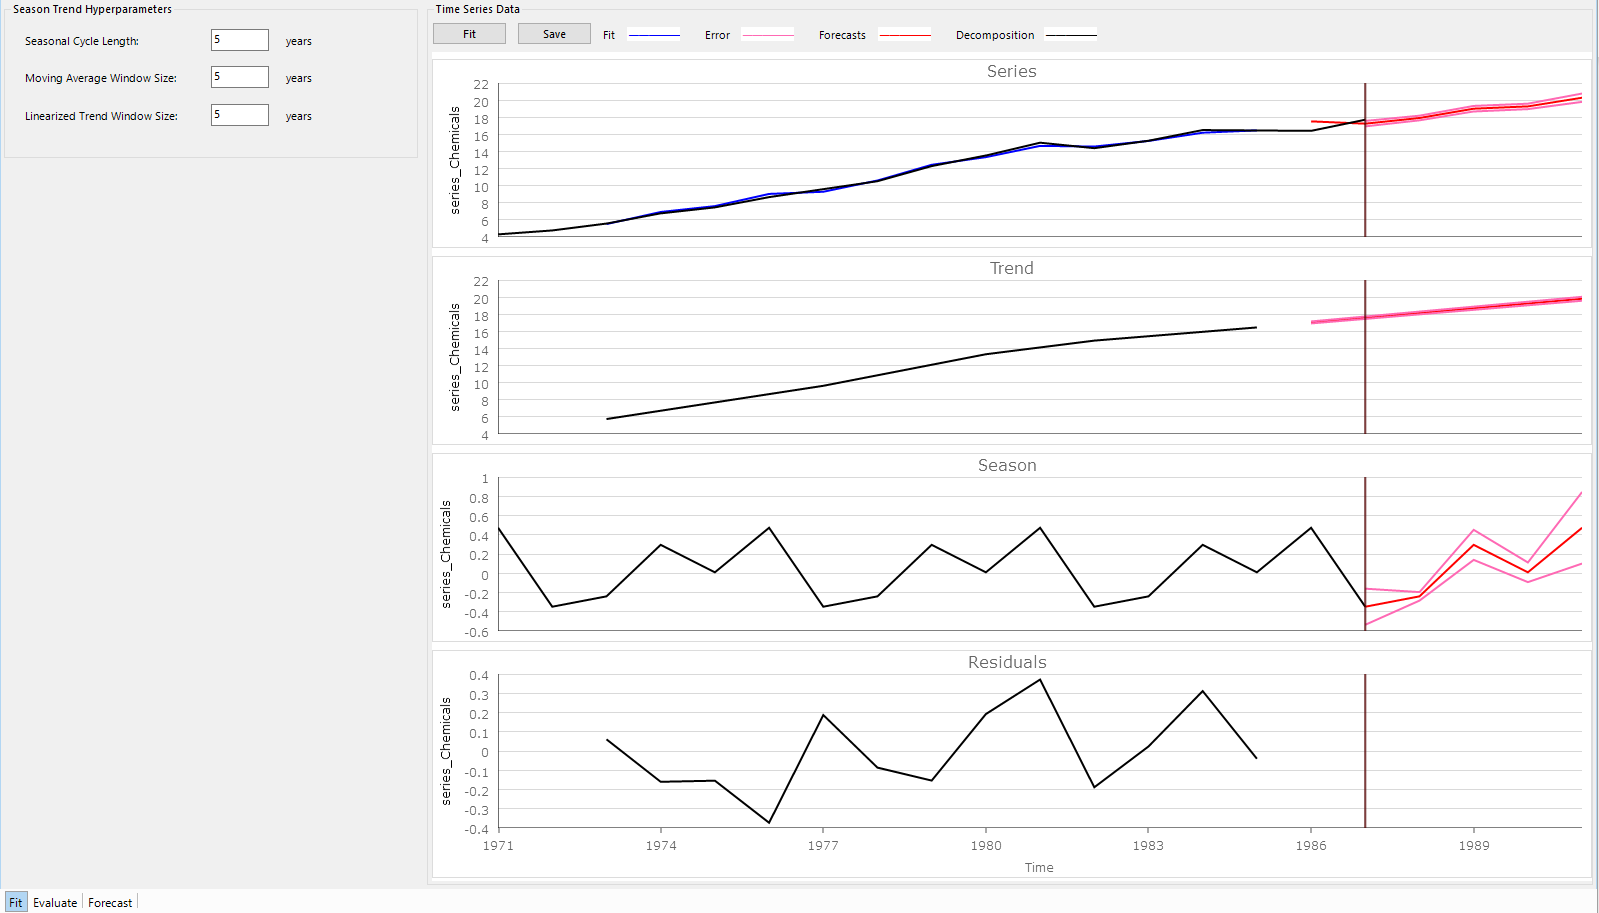 Season Trend Hyperparameters
Seasonal Cycle Length: 5 years
Moving Average Window Size: 5 years
Linearized Trend Window Size: 5 years
Time Series Data
Fit Save Fit Error Forecasts Decomposition
Series
series_Chemicals
22
20
18
16
14
12
10
8
6
4
Trend
series_Chemicals
22
20
18
16
14
12
10
8
6
4
Season
series_Chemicals
1
0.8
0.6
0.4
0.2
0
-0.2
-0.4
-0.6
Residuals
series_Chemicals
0.4
0.3
0.2
0.1
0
-0.1
-0.2
-0.3
-0.4
1971 1974 1977 1980 1983 1986 1989
Time
Fit Evaluate Forecast